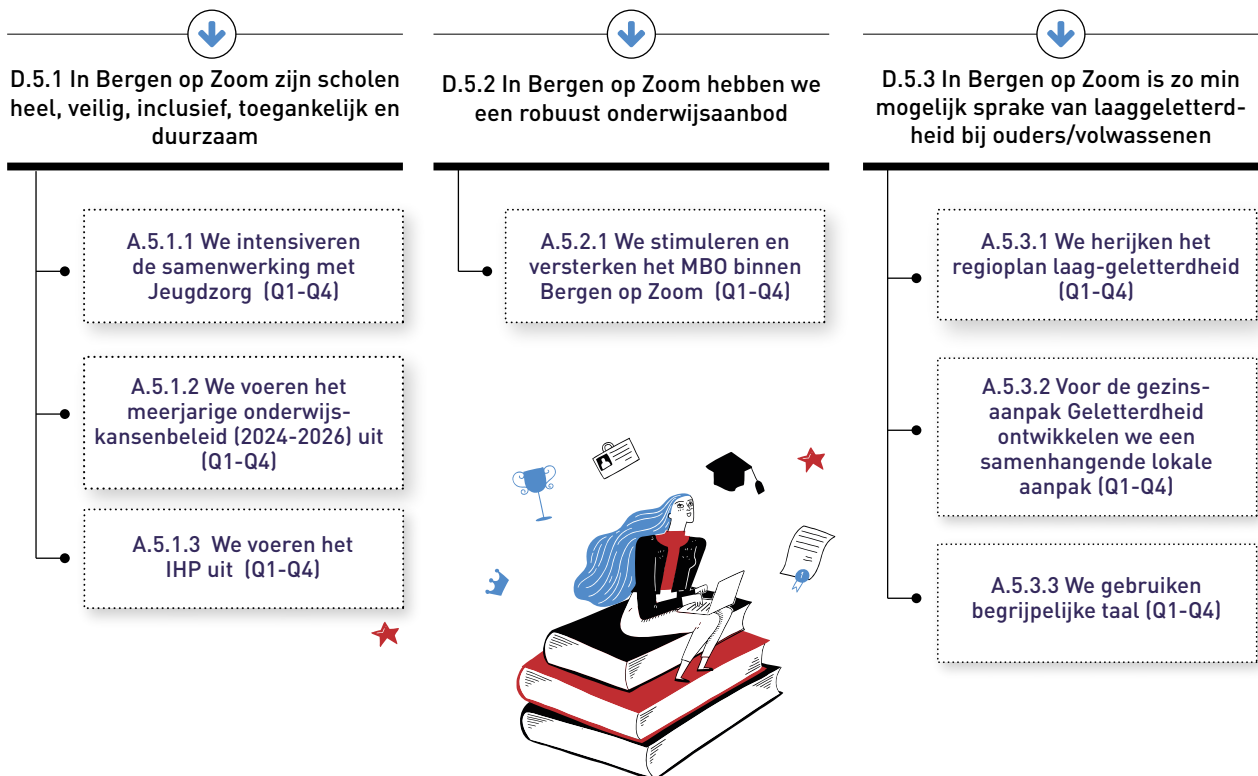 D.5.1 In Bergen op Zoom zijn scholen
heel, veilig, inclusief, toegankelijk en
duurzaam
A.5.1.1 We intensiveren
de samenwerking met
Jeugdzorg (Q1-Q4)
A.5.1.2 We voeren het
meerjarige onderwijs-
kansenbeleid (2024-2026) uit
(Q1-Q4)
A.5.1.3 We voeren het
IHP uit (Q1-Q4)
D.5.2 In Bergen op Zoom hebben we
een robuust onderwijsaanbod
A.5.2.1 We stimuleren en
versterken het MBO binnen
Bergen op Zoom (Q1-Q4)
D.5.3 In Bergen op Zoom is zo min
mogelijk sprake van laaggeletterd-
heid bij ouders/volwassenen
A.5.3.1 We herijken het
regioplan laag-geletterdheid
(Q1-Q4)
A.5.3.2 Voor de gezins-
aanpak Geletterdheid
ontwikkelen we een
samenhangende lokale
aanpak (Q1-Q4)
A.5.3.3 We gebruiken
begrijpelijke taal (Q1-Q4)